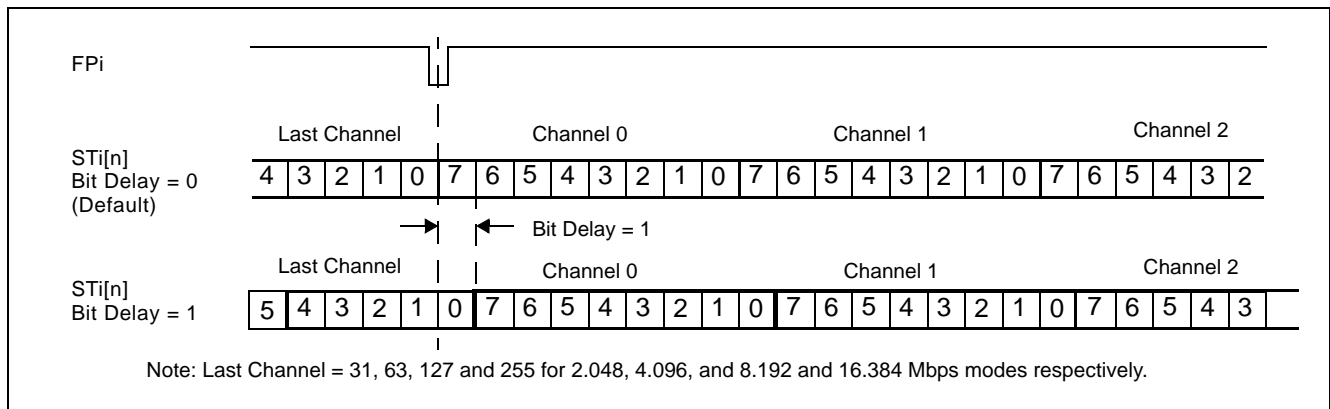 FPi
Last Channel Channel 0 Channel 1 Channel 2
STi[n]
Bit Delay = 0
(Default)
4 3 2 1 0 7 6 5 4 3 2 1 0 7 6 5 4 3 2 1 0 7 6 5 4 3 2
Bit Delay = 1
Last Channel Channel 0 Channel 1 Channel 2
STi[n]
Bit Delay = 1
5 4 3 2 1 0 7 6 5 4 3 2 1 0 7 6 5 4 3 2 1 0 7 6 5 4 3
Note: Last Channel = 31, 63, 127 and 255 for 2.048, 4.096, and 8.192 and 16.384 Mbps modes respectively.